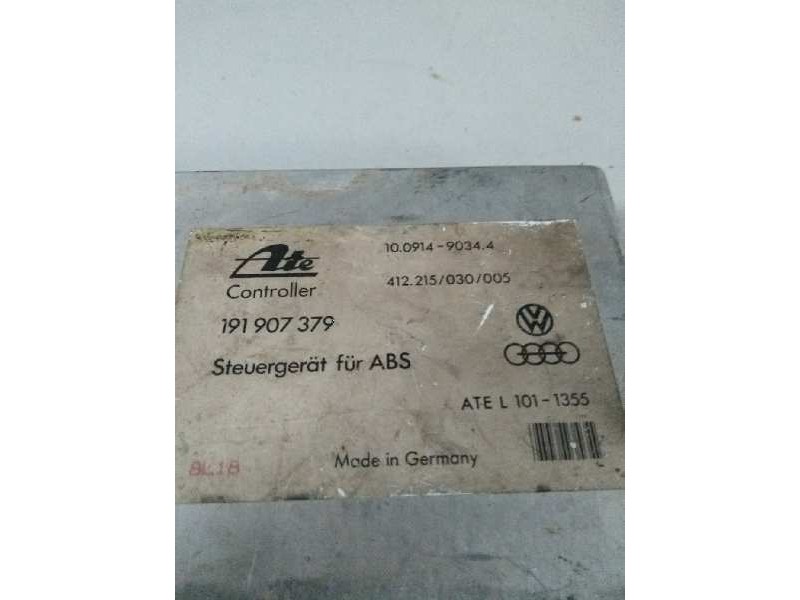 Ate
Controller
191 907 379
Steuergerät für ABS
10.0914-9034.4
412.215/030/005
VW
ATE L 101-1355
Made in Germany